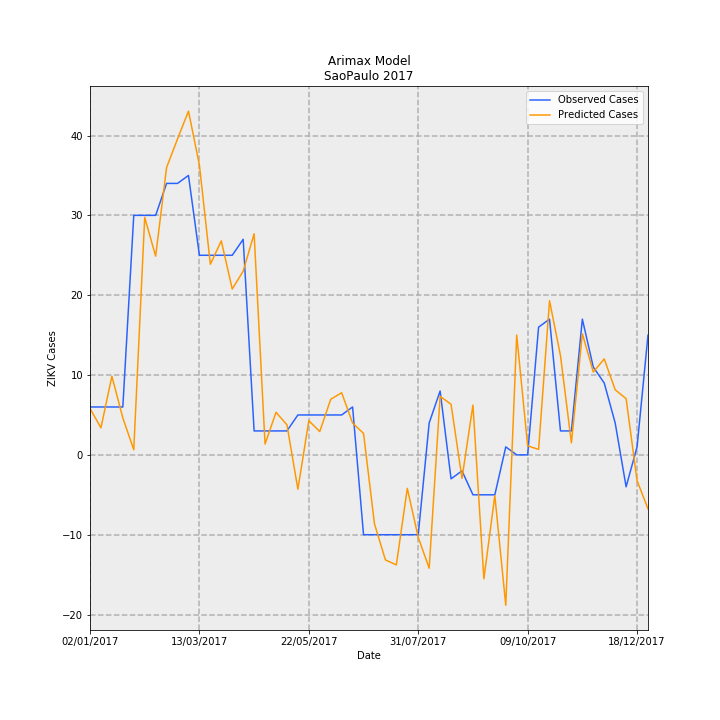 Arimax Model
SaoPaulo 2017
Observed Cases
Predicted Cases
ZIKV Cases
40
30
20
10
0
−10
−20
02/01/2017
13/03/2017
22/05/2017
31/07/2017
09/10/2017
18/12/2017
Date